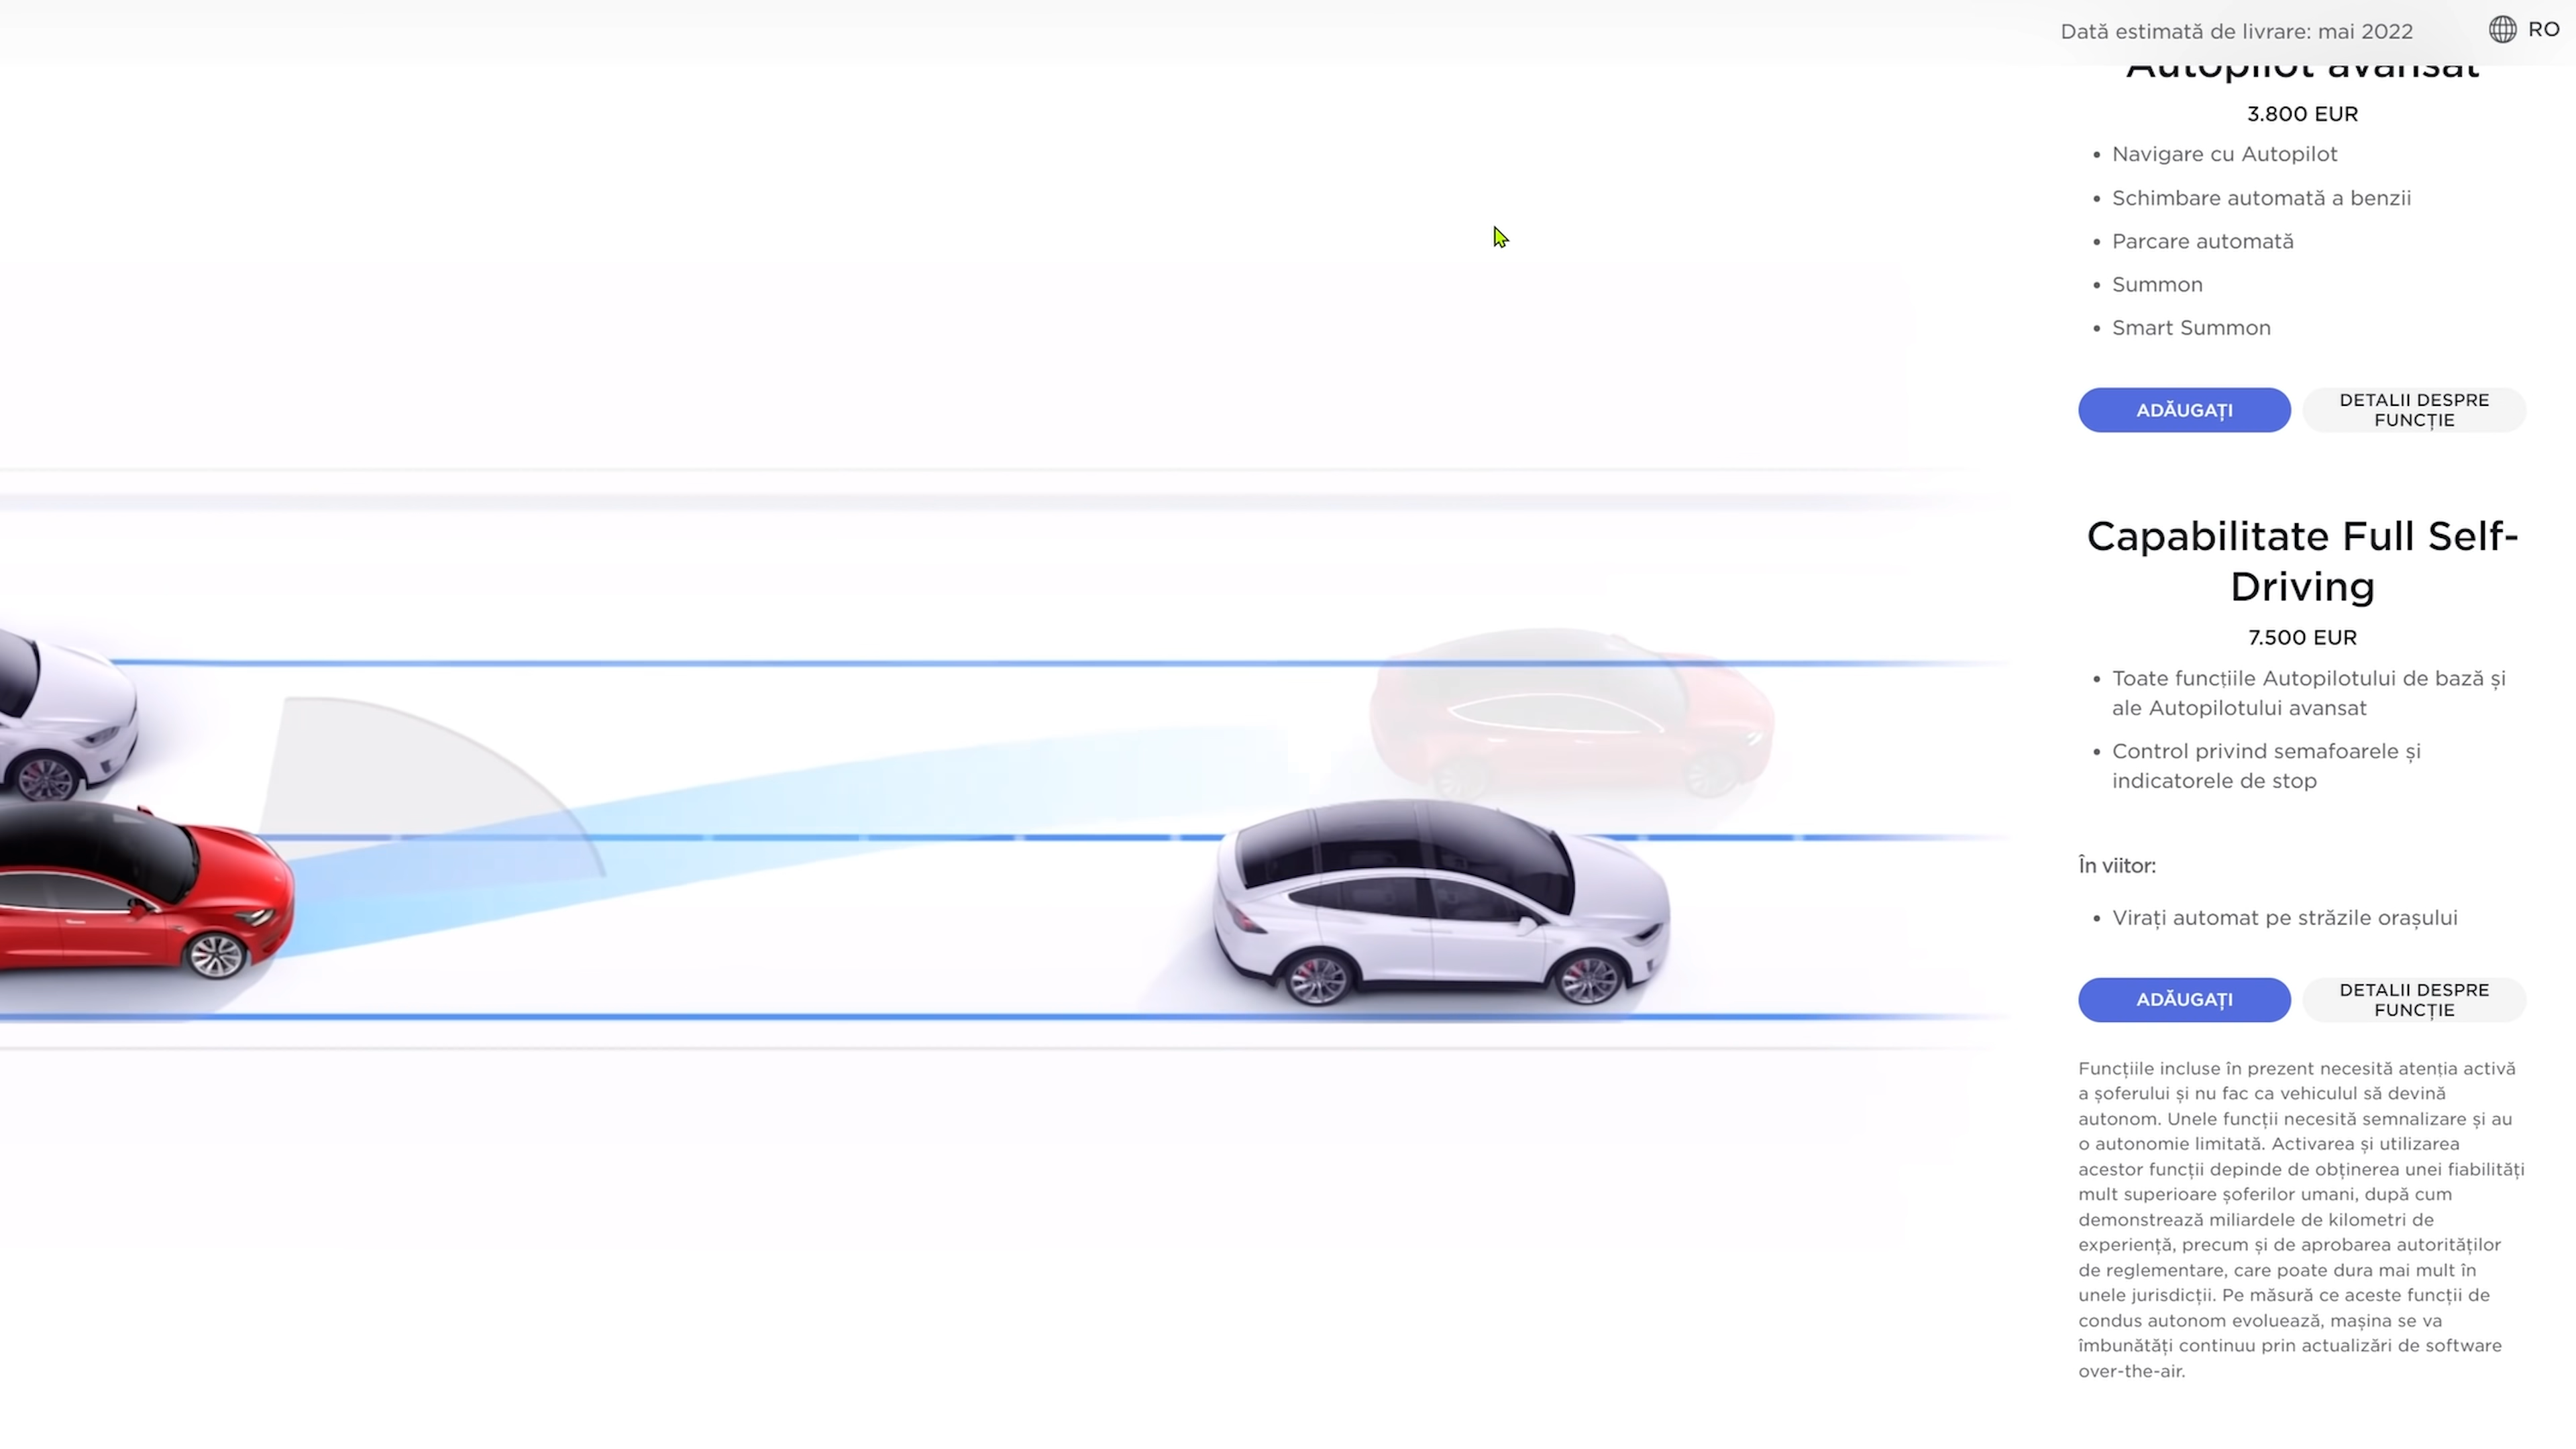 Dată estimată de livrare: mai 2022
RO
Autopilot avansat
3.800 EUR
• Navigare cu Autopilot
• Schimbare automată a benzii
• Parcare automată
• Summon
• Smart Summon
ADĂUGAȚI
DETALII DESPRE
FUNCȚIE
Capabilitate Full Self-
Driving
7.500 EUR
• Toate funcțiile Autopilotului de bază și
ale Autopilotului avansat
• Control privind semafoarele și
indicatorele de stop
În viitor:
• Virați automat pe străzile orașului
ADĂUGAȚI
DETALII DESPRE
FUNCȚIE
Funcțiile incluse în prezent necesită atenția activă
a șoferului și nu fac ca vehiculul să devină
autonom. Unele funcții necesită semnalizare și au
o autonomie limitată. Activarea și utilizarea
acestor funcții depinde de obținerea unei fiabilități
mult superioare șoferilor umani, după cum
demonstrează miliardele de kilometri de
experiență, precum și de aprobarea autorităților
de reglementare, care poate dura mai mult în
unele jurisdicții. Pe măsură ce aceste funcții de
condus autonom evoluează, mașina se va
îmbunătăți continuu prin actualizări de software
over-the-air.